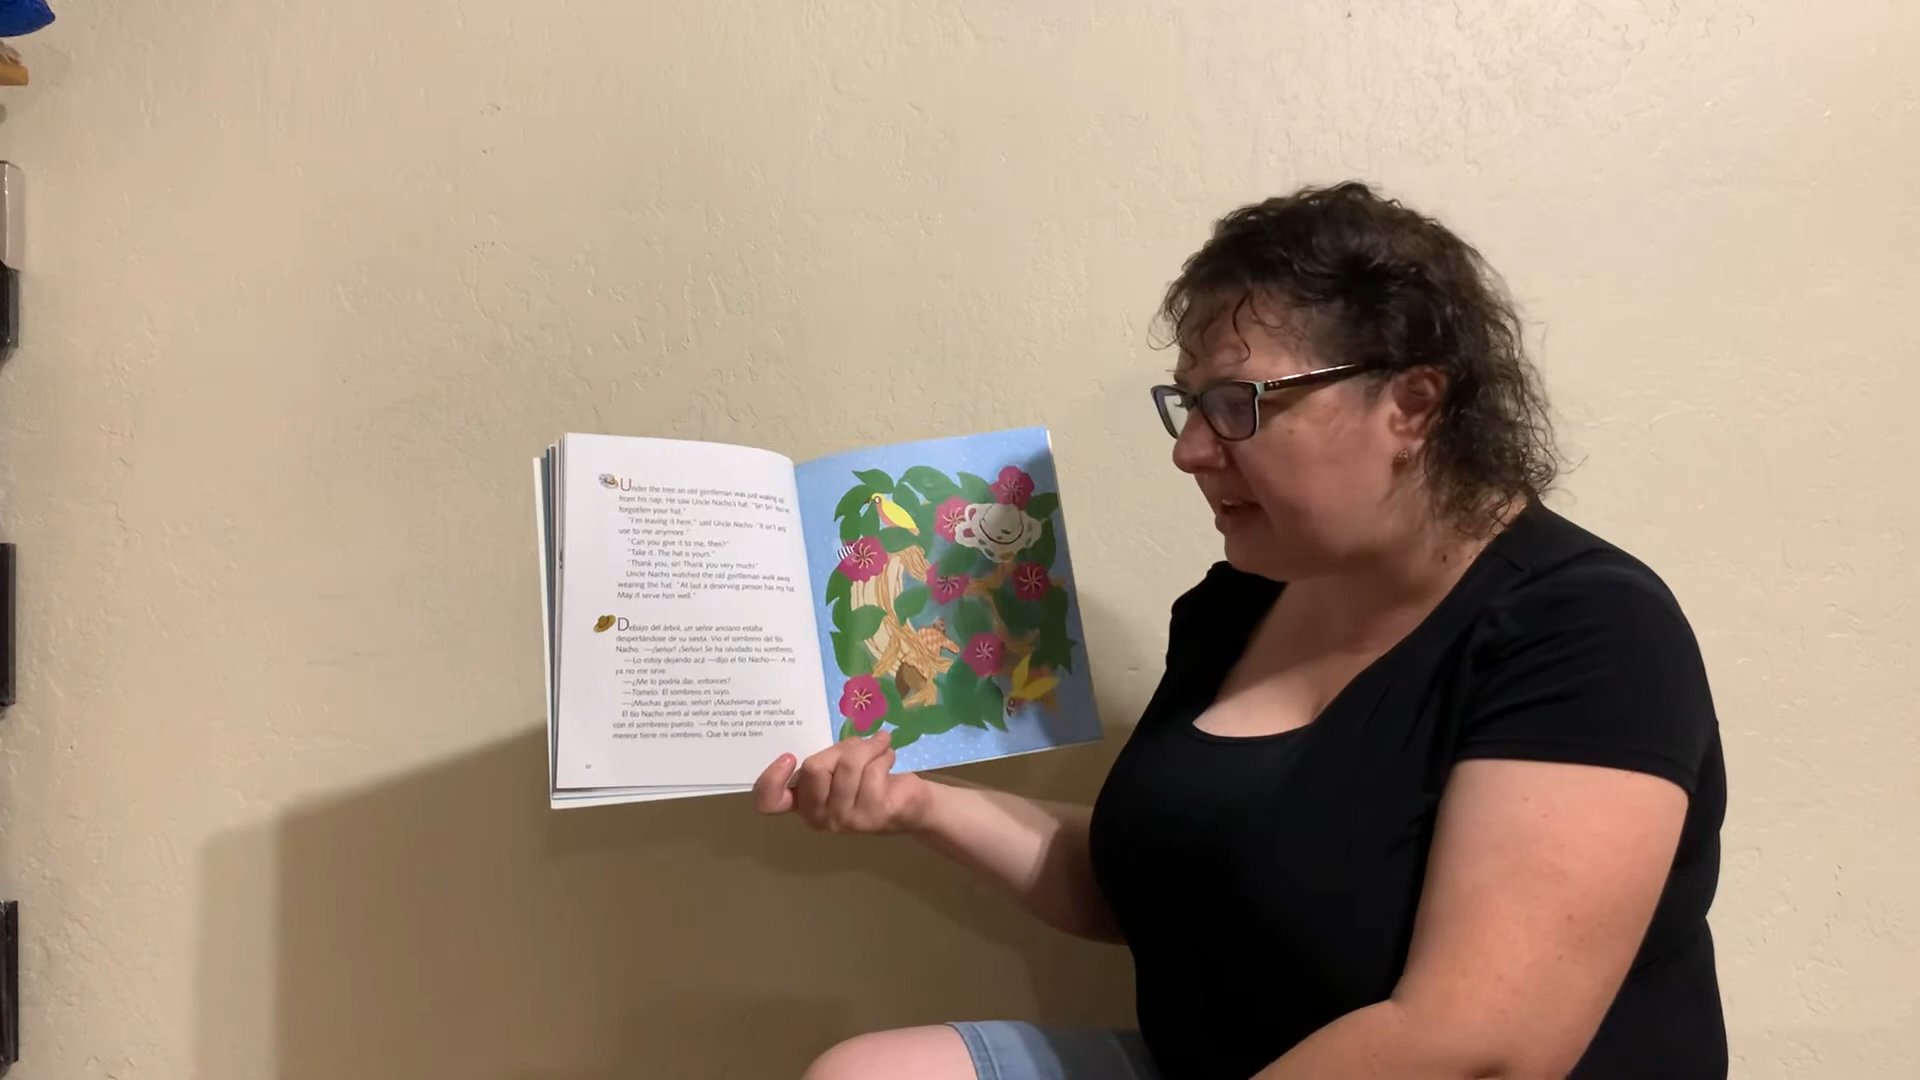 Under the tree an old gentleman was just waking up
from his nap. He saw Uncle Nacho's hat. "Sir! Sir! You've
forgotten your hat."
"I'm leaving it here," said Uncle Nacho. "It isn't any
use to me anymore."
"Can you give it to me, then?"
"Take it. The hat is yours."
"Thank you, sir! Thank you very much!"
Uncle Nacho watched the old gentleman walk away
wearing the hat. "At last a deserving person has my hat.
May it serve him well."
Debajo del árbol, un señor anciano estaba
despertándose de su siesta. Vio el sombrero del tío
Nacho. —¡Señor! ¡Señor! Se ha olvidado su sombrero.
—Lo estoy dejando acá —dijo el tío Nacho—. A mí
ya no me sirve.
—¿Me lo podría dar, entonces?
—Tómelo. El sombrero es suyo.
—¡Muchas gracias, señor! ¡Muchísimas gracias!
El tío Nacho miró al señor anciano que se marchaba
con el sombrero puesto. —Por fin una persona que se lo
merece tiene mi sombrero. Que le sirva bien.